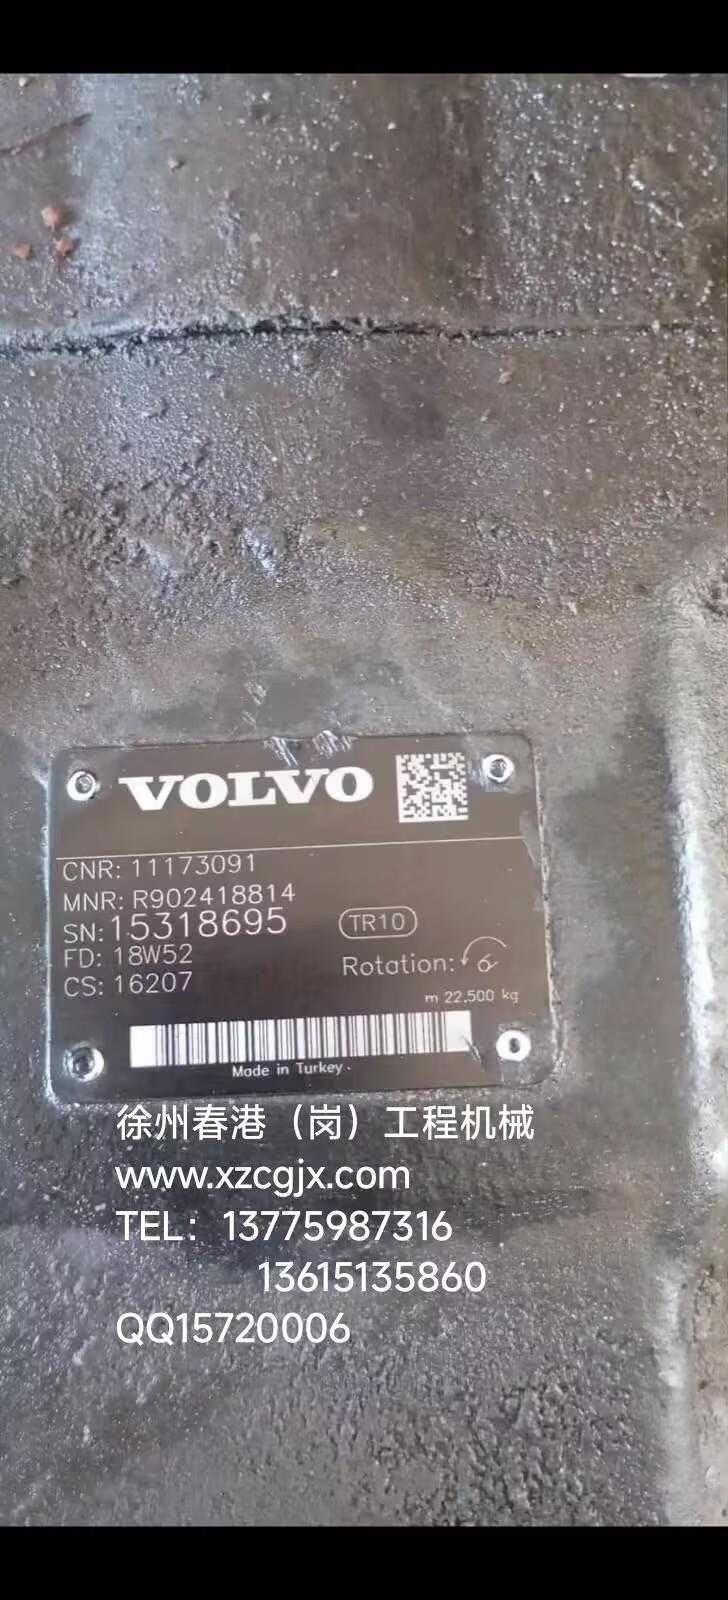 VOLVO
CNR: 11173091
MNR: R902418814
SN: 15318695
TR10
FD: 18W52
Rotation:
CS: 16207
m 22.500 kg
Made in Turkey
徐州春港（岗）工程机械
www.xzcgjx.com
TEL：13775987316
13615135860
QQ15720006